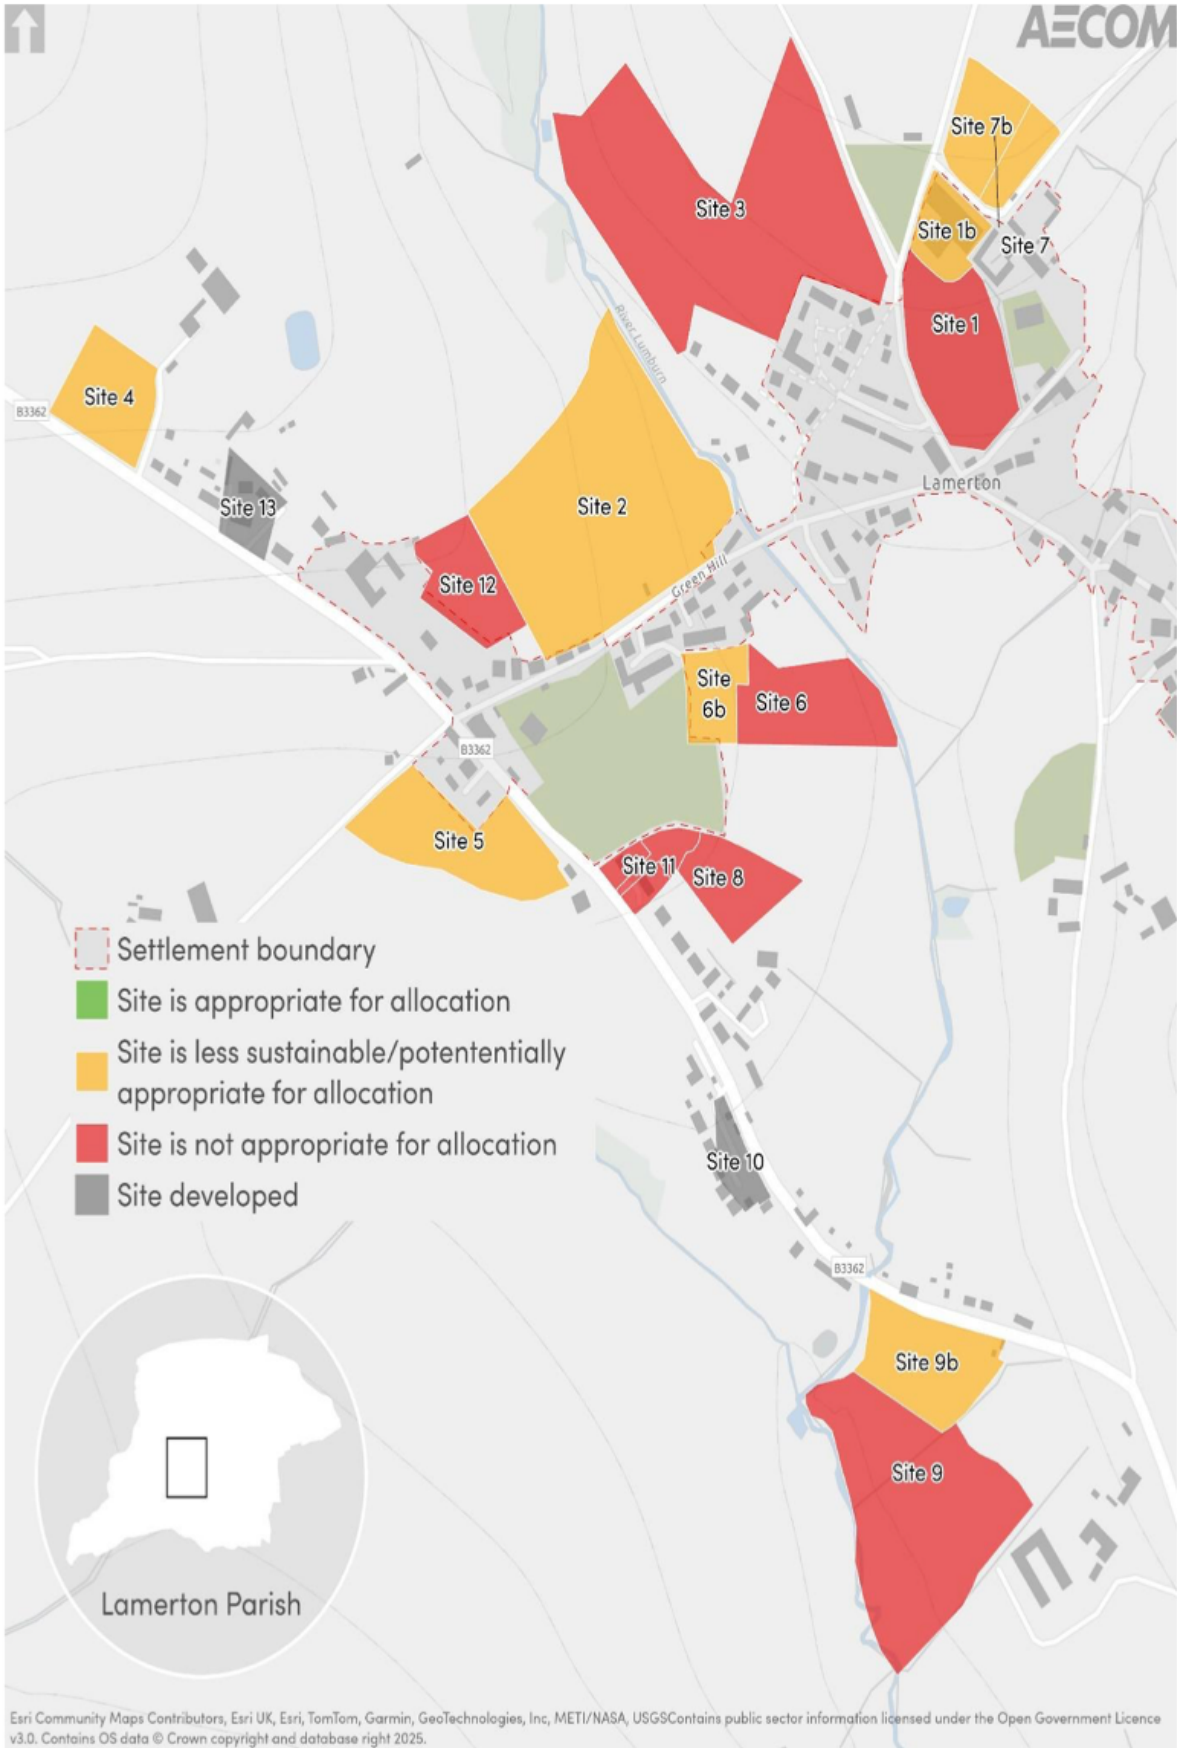 AECOM
Site 7b
Site 3
Site 1b
Site 7
Site 1
River Lumburn
Site 4
B3362
Lamerton
Site 2
Site 13
Green Hill
Site 12
Site
6b
Site 6
B3362
Site 5
Site 11
Site 8
Settlement boundary
Site is appropriate for allocation
Site is less sustainable/potententially
appropriate for allocation
Site is not appropriate for allocation
Site developed
Site 10
B3362
Site 9b
Site 9
Lamerton Parish
Esri Community Maps Contributors, Esri UK, Esri, TomTom, Garmin, GeoTechnologies, Inc, METI/NASA, USGSContains public sector information licensed under the Open Government Licence
v3.0. Contains OS data © Crown copyright and database right 2025.